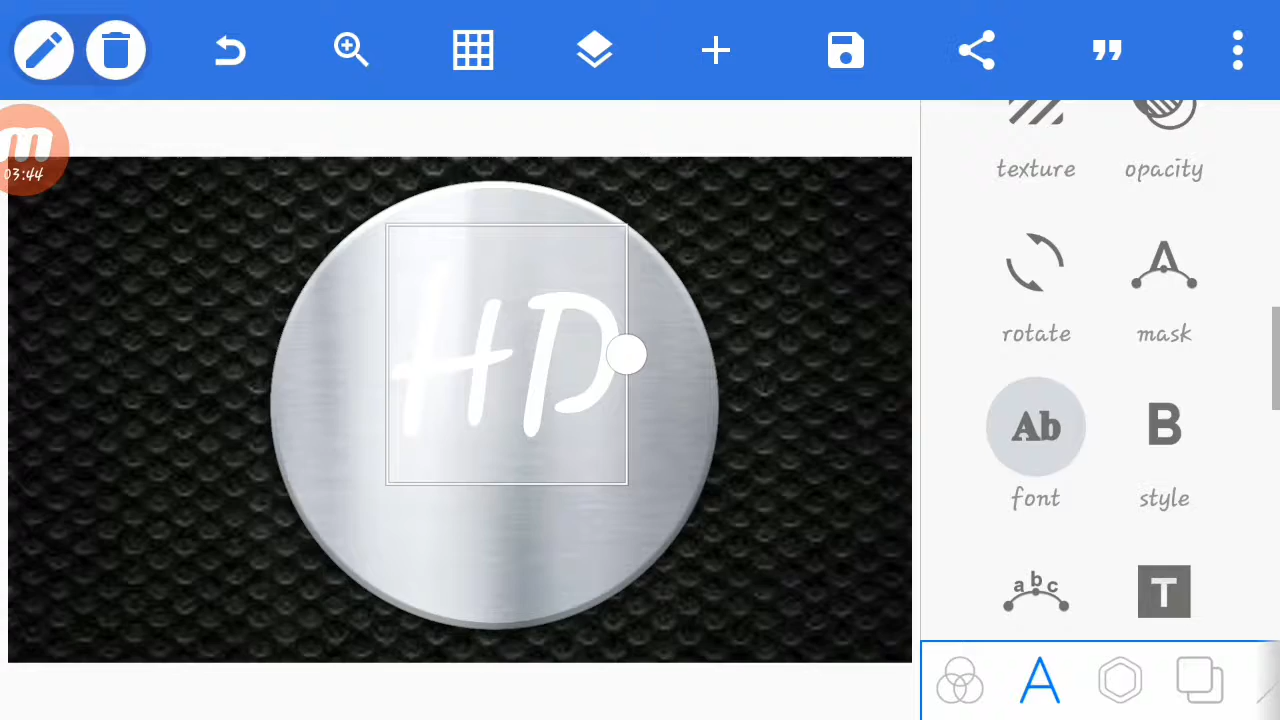 03:44
HD
texture
opacity
rotate
mask
Ab
B
font
style
abc
T
A